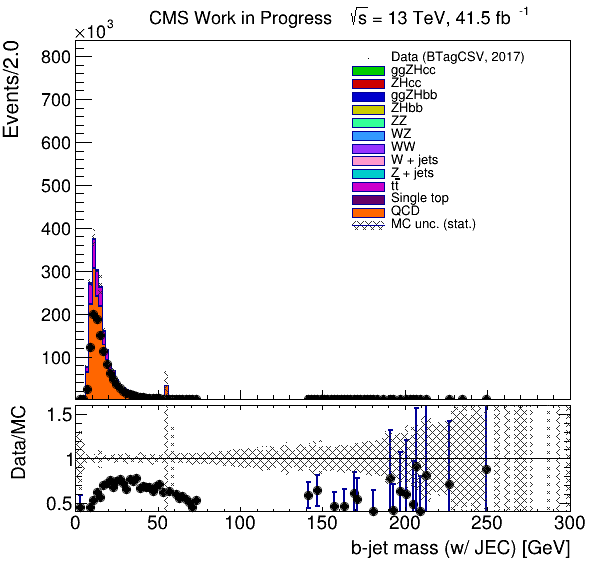 CMS Work in Progress √s = 13 TeV, 41.5 fb⁻¹
×10³
Events/2.0
800
700
600
500
400
300
200
100
Data (BTagCSV, 2017)
ggZHcc
ZHcc
ggZHbb
ZHbb
ZZ
WZ
WW
W + jets
Z + jets
tt̅
Single top
QCD
MC unc. (stat.)
Data/MC
1.5
1
0.5
0 50 100 150 200 250 300
b-jet mass (w/ JEC) [GeV]